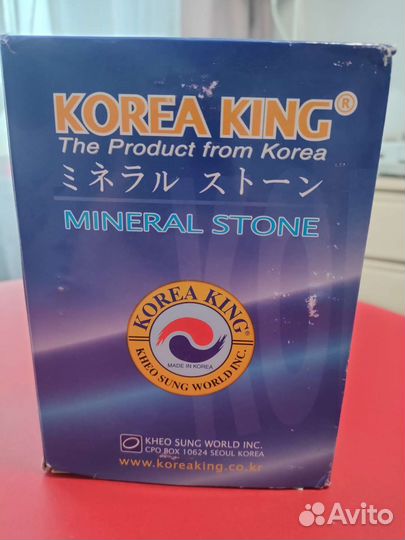 KOREA KING®
The Product from Korea
ミネラル ストーン
MINERAL STONE
KOREA KING
MADE IN KOREA
KHEO SUNG WORLD INC.
KHEO SUNG WORLD INC.
CPO BOX 10624 SEOUL KOREA
www.koreaking.co.kr
Avito